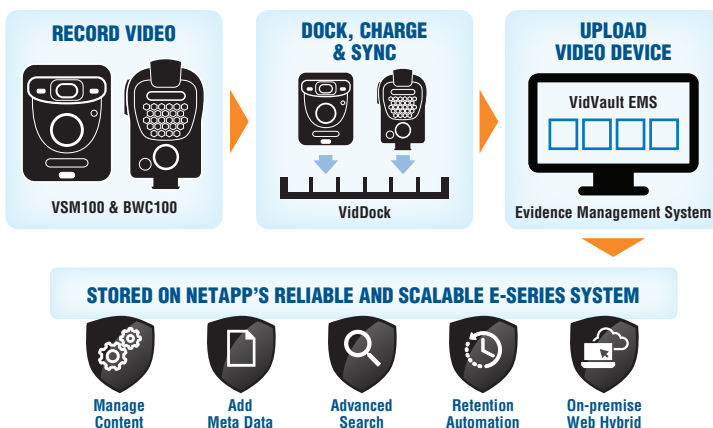 RECORD VIDEO
VSM100 & BWC100
DOCK, CHARGE
& SYNC
VidDock
UPLOAD
VIDEO DEVICE
VidVault EMS
Evidence Management System
STORED ON NETAPP'S RELIABLE AND SCALABLE E-SERIES SYSTEM
Manage
Content
Add
Meta Data
Advanced
Search
Retention
Automation
On-premise
Web Hybrid